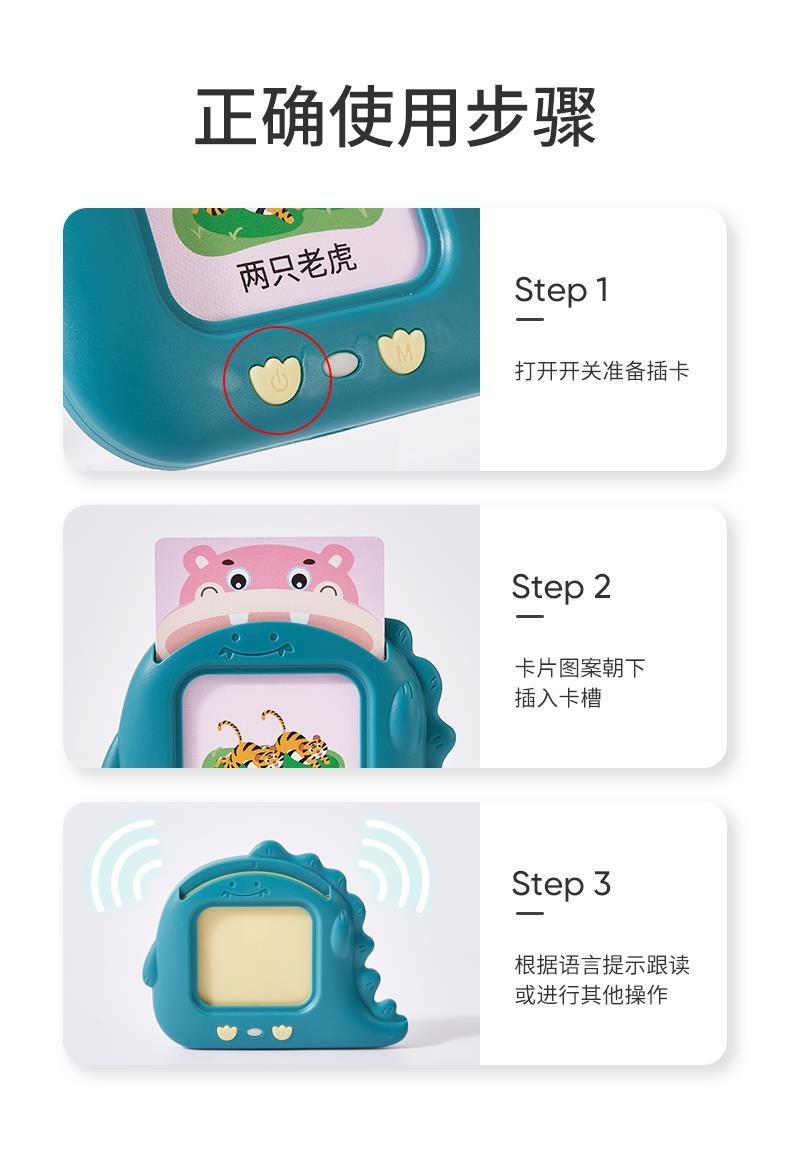 正确使用步骤
两只老虎
M
Step 1
打开开关准备插卡
Step 2
卡片图案朝下
插入卡槽
Step 3
根据语言提示跟读
或进行其他操作